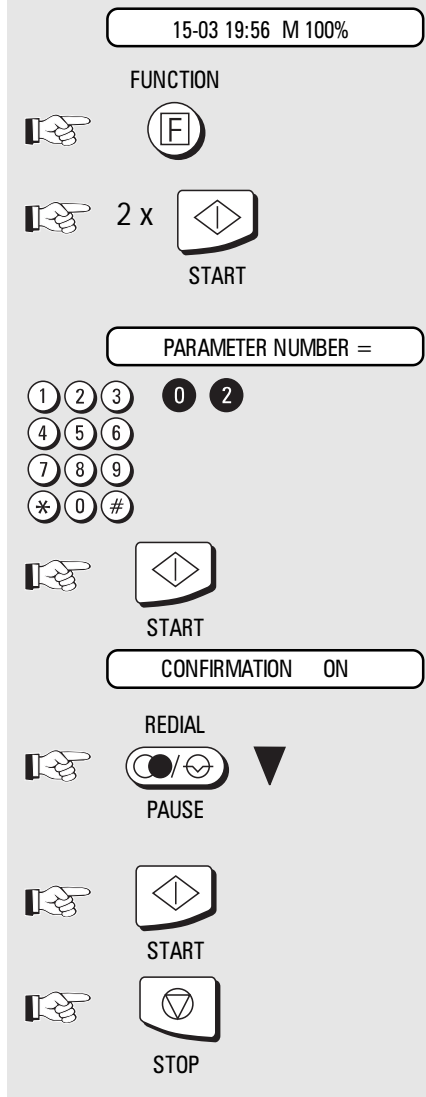 15-03 19:56 M 100%
FUNCTION
F
2 x
START
PARAMETER NUMBER =
1 2 3 0 2
4 5 6
7 8 9
* 0 #
START
CONFIRMATION ON
REDIAL
/
PAUSE
START
STOP